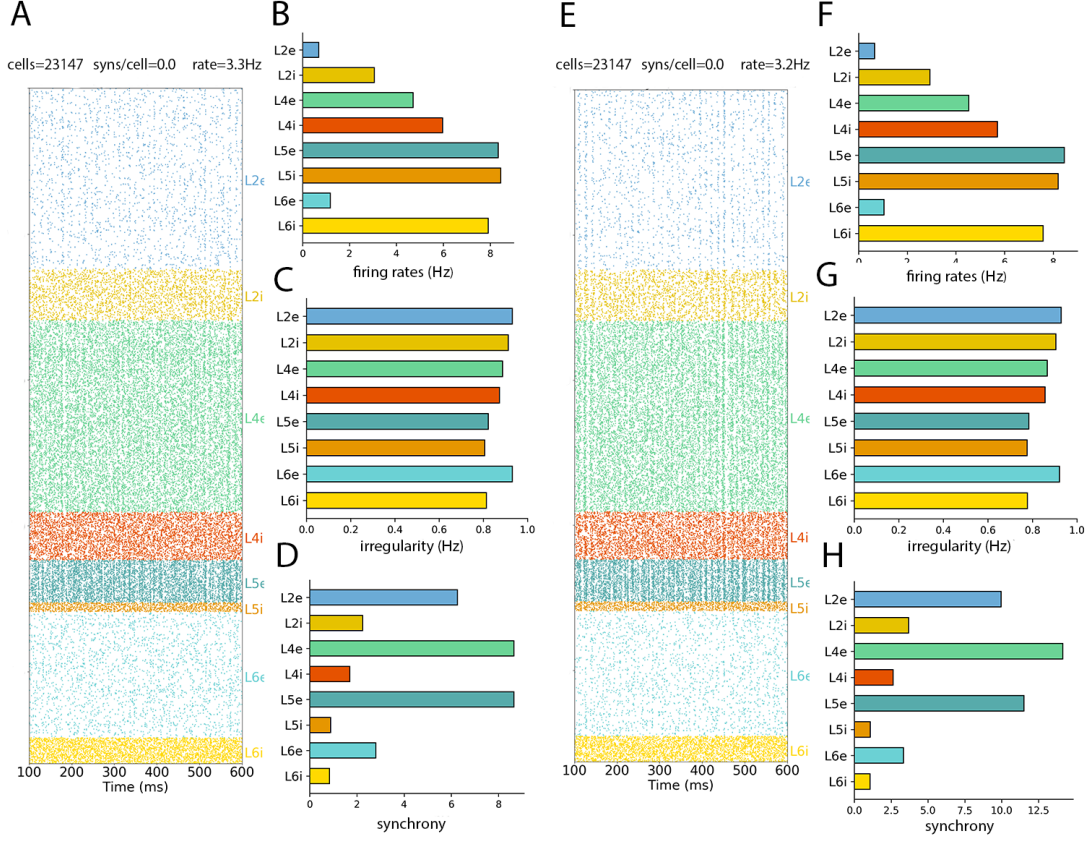 A
cells=23147 syns/cell=0.0 rate=3.3Hz
L2e
L2i
L4e
L4i
L5e
L5i
L6e
L6i
100 200 300 400 500 600
Time (ms)
B
L2e
L2i
L4e
L4i
L5e
L5i
L6e
L6i
0 2 4 6 8
firing rates (Hz)
C
L2e
L2i
L4e
L4i
L5e
L5i
L6e
L6i
0.0 0.2 0.4 0.6 0.8 1.0
irregularity (Hz)
D
L2e
L2i
L4e
L4i
L5e
L5i
L6e
L6i
0 2 4 6 8
synchrony
E
cells=23147 syns/cell=0.0 rate=3.2Hz
L2e
L2i
L4e
L4i
L5e
L5i
L6e
L6i
100 200 300 400 500 600
Time (ms)
F
L2e
L2i
L4e
L4i
L5e
L5i
L6e
L6i
0 2 4 6 8
firing rates (Hz)
G
L2e
L2i
L4e
L4i
L5e
L5i
L6e
L6i
0.0 0.2 0.4 0.6 0.8 1.0
irregularity (Hz)
H
L2e
L2i
L4e
L4i
L5e
L5i
L6e
L6i
0.0 2.5 5.0 7.5 10.0 12.5
synchrony